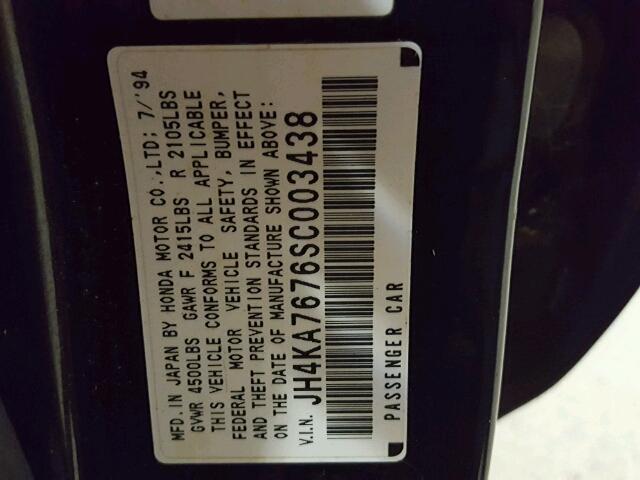 MFD.IN JAPAN BY HONDA MOTOR CO.,LTD; 7/'94
GVWR 4500LBS GAWR F 2415LBS R 2105LBS
THIS VEHICLE CONFORMS TO ALL APPLICABLE
FEDERAL MOTOR VEHICLE SAFETY, BUMPER,
AND THEFT PREVENTION STANDARDS IN EFFECT
ON THE DATE OF MANUFACTURE SHOWN ABOVE:
V.I.N. JH4KA7676SC003438
PASSENGER CAR